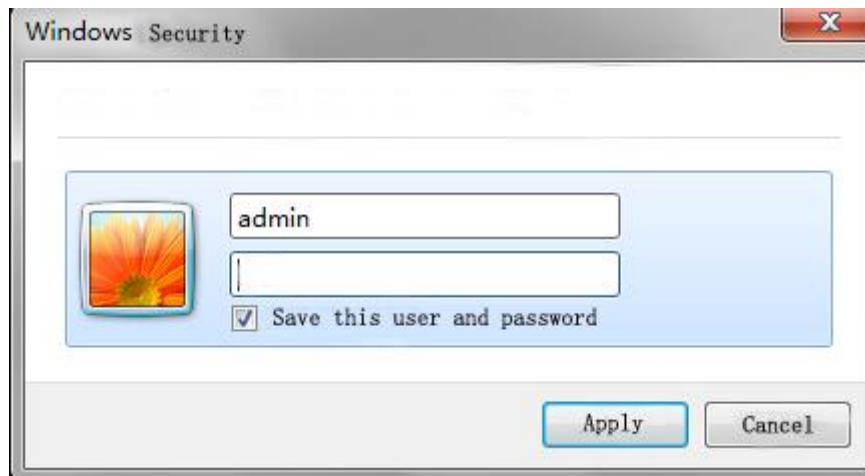 Windows Security
admin
Save this user and password
Apply
Cancel